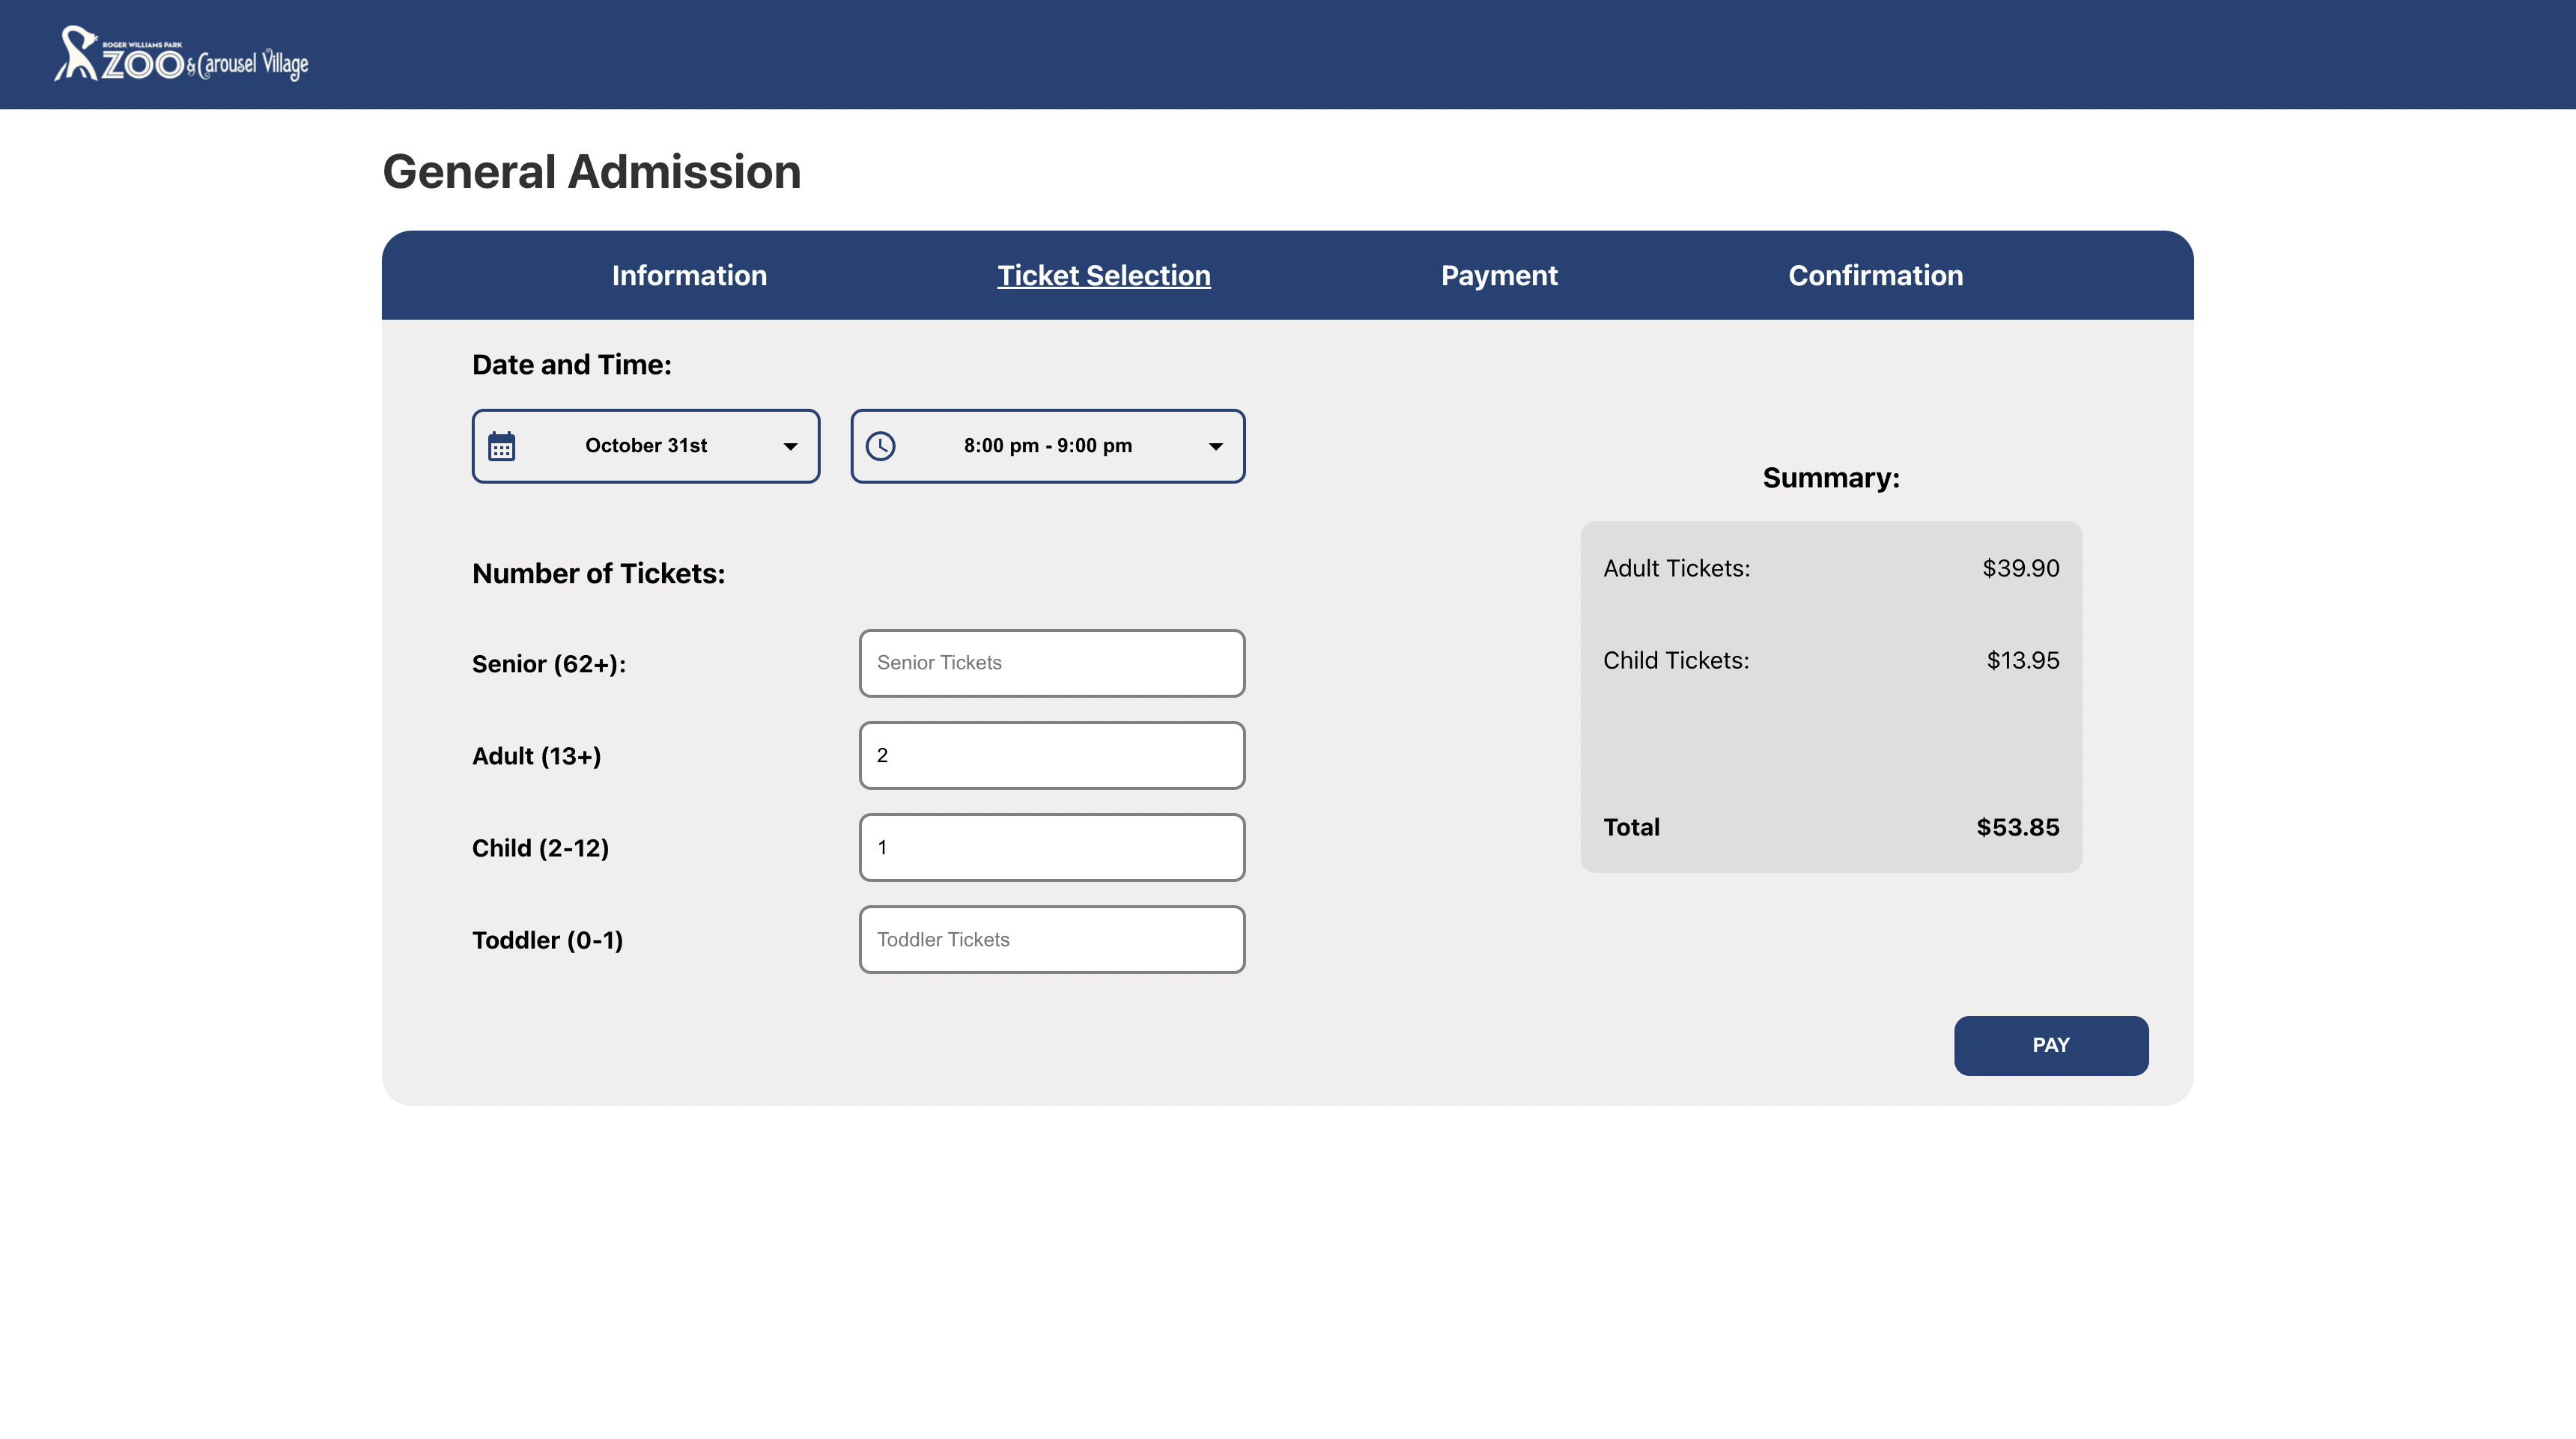 ROGER WILLIAMS PARK
ZOO & Carousel Village
General Admission
Information Ticket Selection Payment Confirmation
Date and Time:
October 31st 8:00 pm - 9:00 pm
Summary:
Number of Tickets:
Senior (62+): Senior Tickets
Adult (13+) 2
Child (2-12) 1
Toddler (0-1) Toddler Tickets
Adult Tickets: $39.90
Child Tickets: $13.95
Total $53.85
PAY